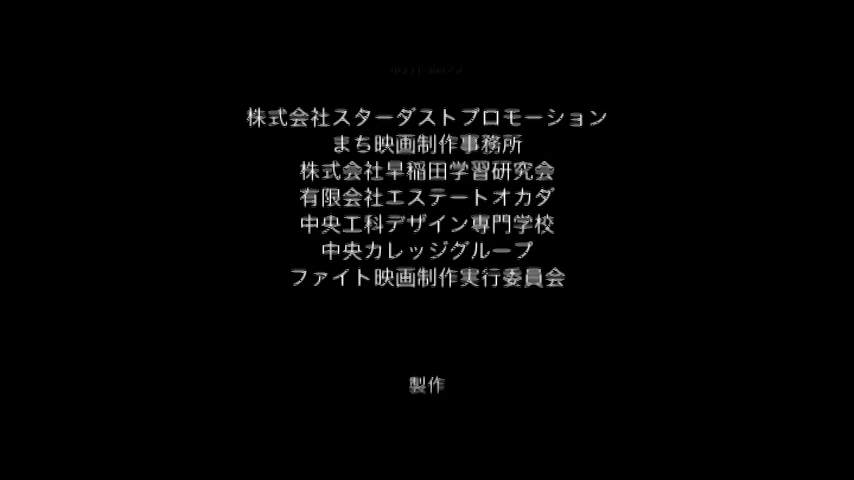 株式会社スターダストプロモーション
まち映画制作事務所
株式会社早稲田学習研究会
有限会社エステートオカダ
中央工科デザイン専門学校
中央カレッジグループ
ファイト映画制作実行委員会
製作